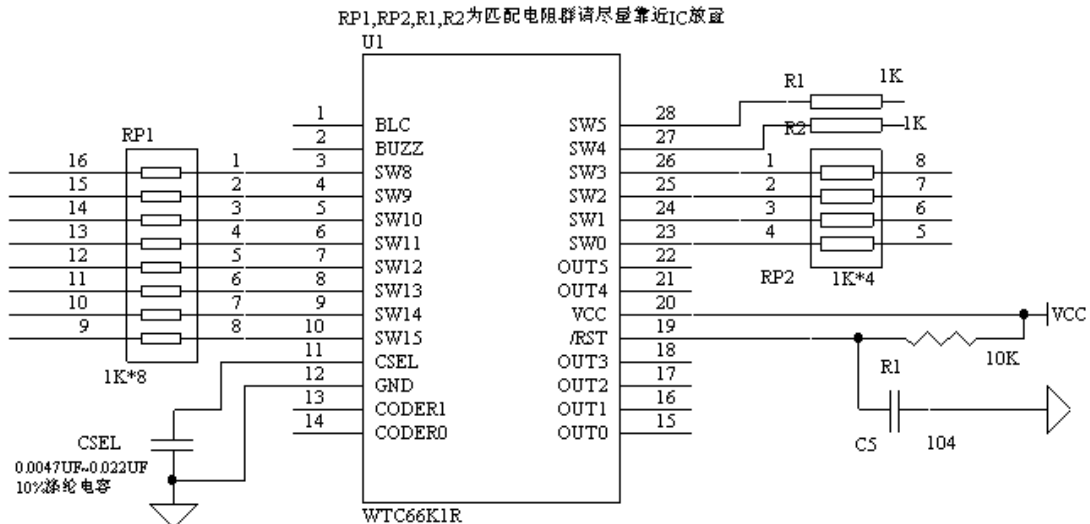 RP1,RP2,R1,R2为匹配电阻群请尽量靠近IC放置
U1
R1 1K
R2 1K
RP1
1 BLC SW5 28
2 BUZZ SW4 27
16 1 3 SW8 SW3 26 1 8
15 2 4 SW9 SW2 25 2 7
14 3 5 SW10 SW1 24 3 6
13 4 6 SW11 SW0 23 4 5
12 5 7 SW12 OUT5 22
11 6 8 SW13 OUT4 21 RP2 1K*4
10 7 9 SW14 VCC 20 VCC
9 8 10 SW15 /RST 19
11 CSEL OUT3 18 R1 10K
1K*8 12 GND OUT2 17
13 CODER1 OUT1 16
14 CODER0 OUT0 15
CSEL C5 104
0.0047UF~0.022UF
10%涤纶电容
WTC66K1R